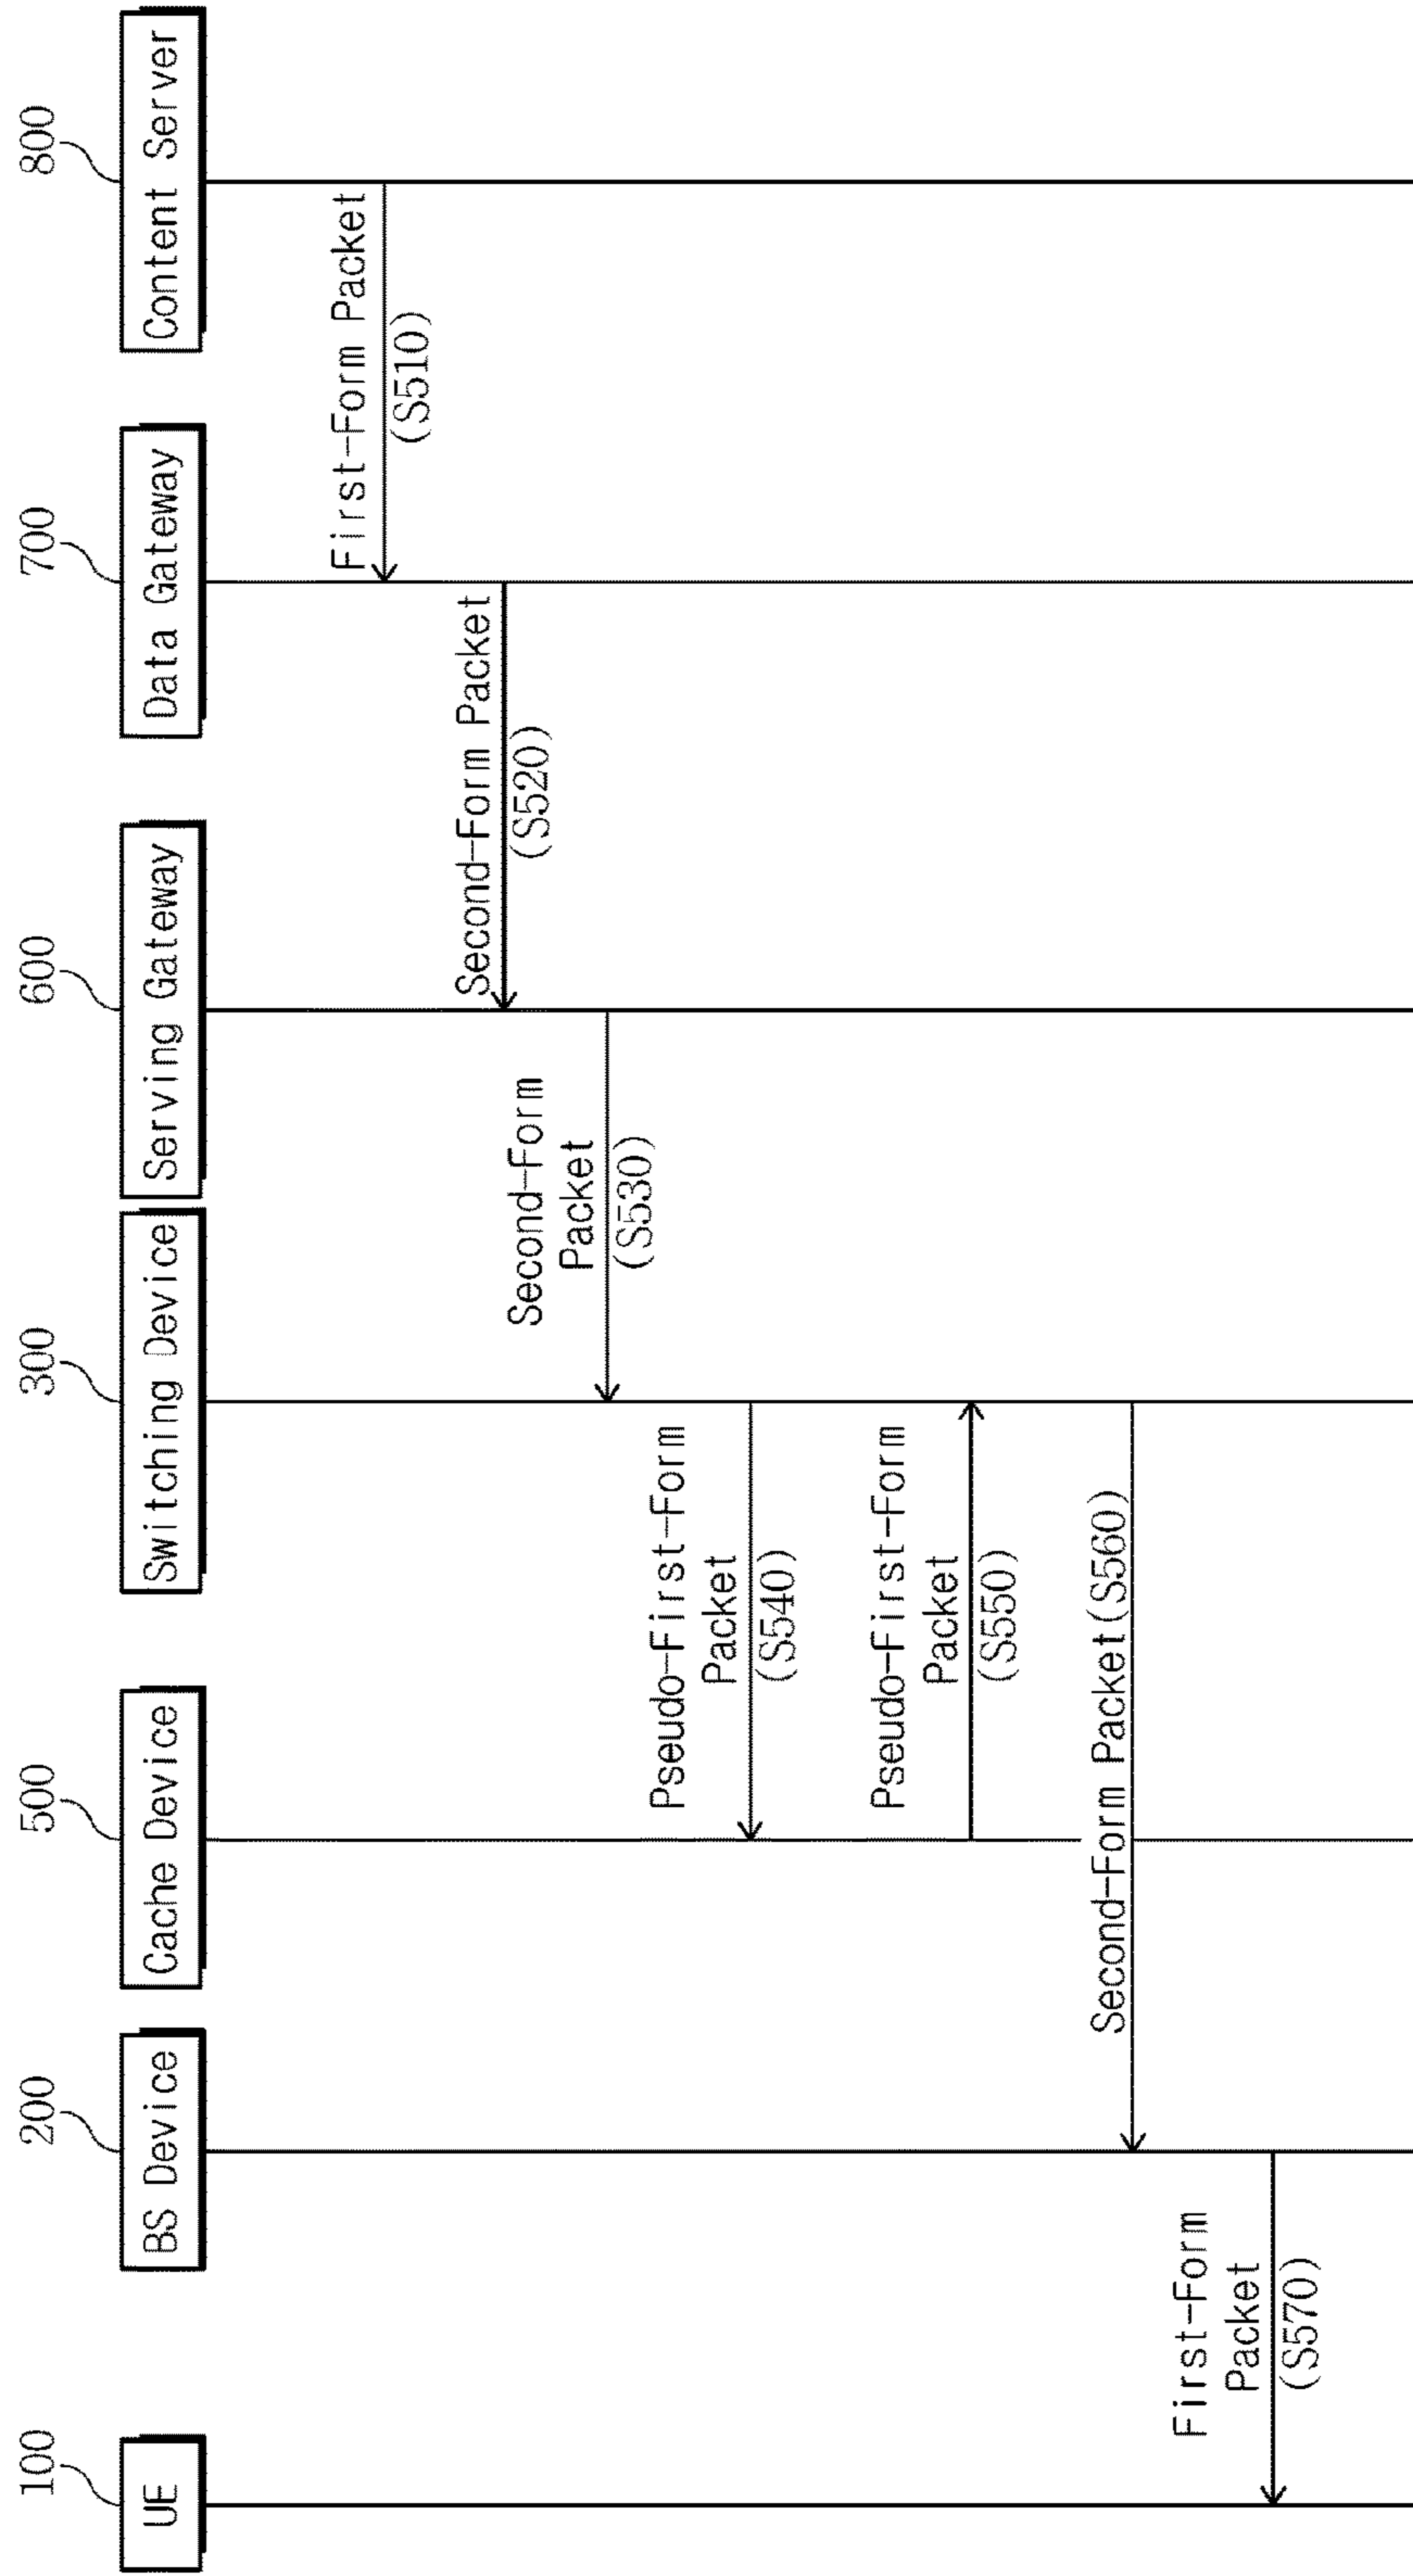 100
200
500
300
600
700
800
UE
BS Device
Cache Device
Switching Device
Serving Gateway
Data Gateway
Content Server
First-Form Packet
(S510)
Second-Form Packet
(S520)
Second-Form
Packet
(S530)
Pseudo-First-Form
Packet
(S540)
Pseudo-First-Form
Packet
(S550)
Second-Form Packet(S560)
First-Form
Packet
(S570)